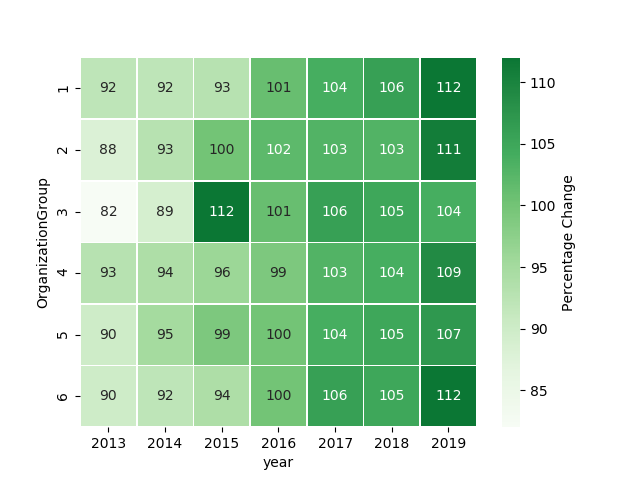 1 92 92 93 101 104 106 112
2 88 93 100 102 103 103 111
3 82 89 112 101 106 105 104
4 93 94 96 99 103 104 109
5 90 95 99 100 104 105 107
6 90 92 94 100 106 105 112
2013 2014 2015 2016 2017 2018 2019
year
OrganizationGroup
110
105
100
95
90
85
Percentage Change